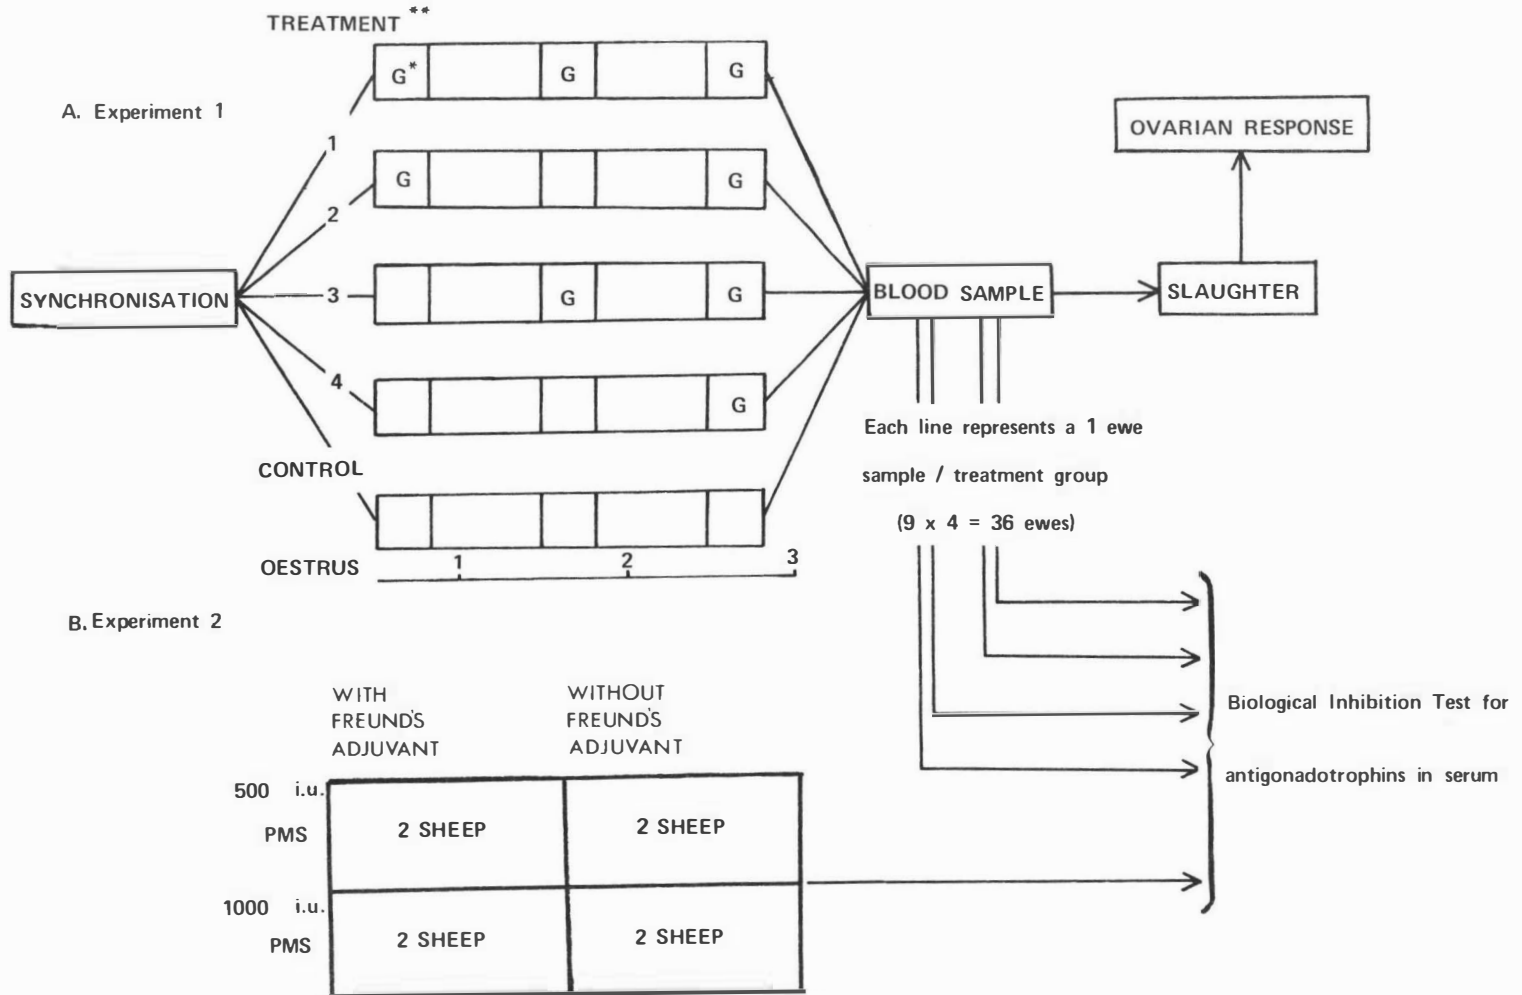 TREATMENT **
A. Experiment 1
G* G G
1
G G
2
SYNCHRONISATION
3
G G
4
G
CONTROL
OESTRUS
1 2 3
BLOOD SAMPLE
SLAUGHTER
OVARIAN RESPONSE
Each line represents a 1 ewe
sample / treatment group
(9 x 4 = 36 ewes)
B. Experiment 2
WITH
FREUND'S
ADJUVANT
WITHOUT
FREUND'S
ADJUVANT
500 i.u.
PMS
2 SHEEP
2 SHEEP
1000 i.u.
PMS
2 SHEEP
2 SHEEP
Biological Inhibition Test for
antigonadotrophins in serum